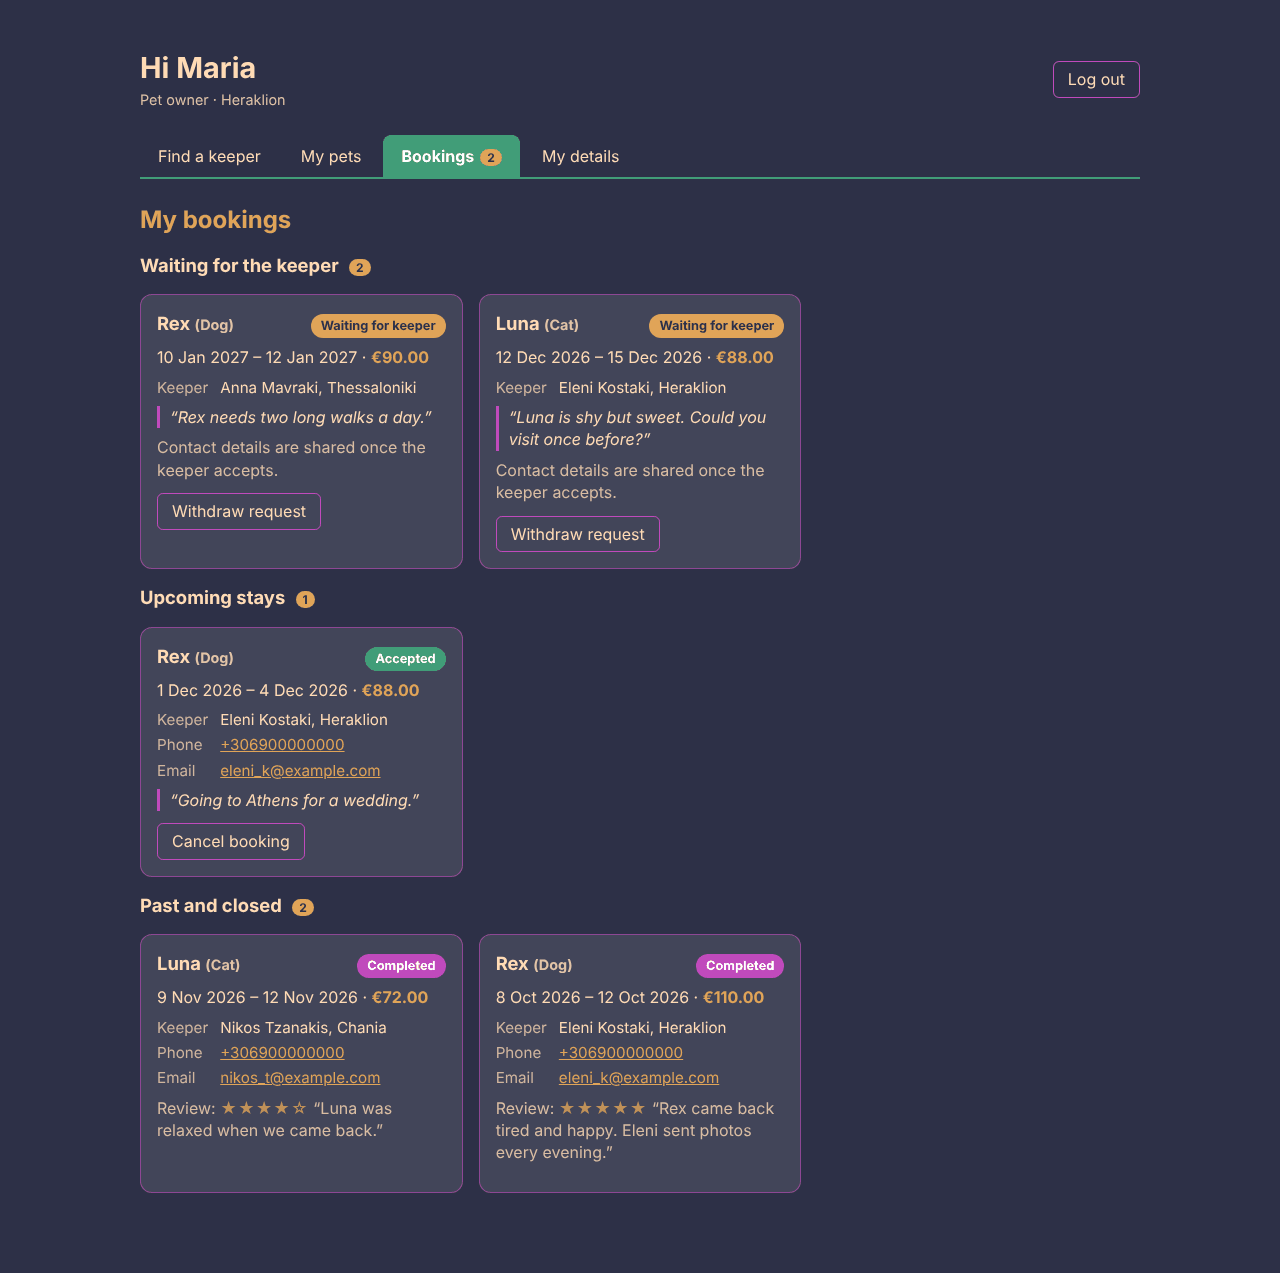 Hi Maria
Pet owner · Heraklion
Log out
Find a keeper
My pets
Bookings 2
My details
My bookings
Waiting for the keeper 2
Rex (Dog)
Waiting for keeper
10 Jan 2027 – 12 Jan 2027 · €90.00
Keeper Anna Mavraki, Thessaloniki
“Rex needs two long walks a day.”
Contact details are shared once the
keeper accepts.
Withdraw request
Luna (Cat)
Waiting for keeper
12 Dec 2026 – 15 Dec 2026 · €88.00
Keeper Eleni Kostaki, Heraklion
“Luna is shy but sweet. Could you
visit once before?”
Contact details are shared once the
keeper accepts.
Withdraw request
Upcoming stays 1
Rex (Dog)
Accepted
1 Dec 2026 – 4 Dec 2026 · €88.00
Keeper Eleni Kostaki, Heraklion
Phone +306900000000
Email eleni_k@example.com
“Going to Athens for a wedding.”
Cancel booking
Past and closed 2
Luna (Cat)
Completed
9 Nov 2026 – 12 Nov 2026 · €72.00
Keeper Nikos Tzanakis, Chania
Phone +306900000000
Email nikos_t@example.com
Review: ★★★★☆ “Luna was
relaxed when we came back.”
Rex (Dog)
Completed
8 Oct 2026 – 12 Oct 2026 · €110.00
Keeper Eleni Kostaki, Heraklion
Phone +306900000000
Email eleni_k@example.com
Review: ★★★★★ “Rex came back
tired and happy. Eleni sent photos
every evening.”